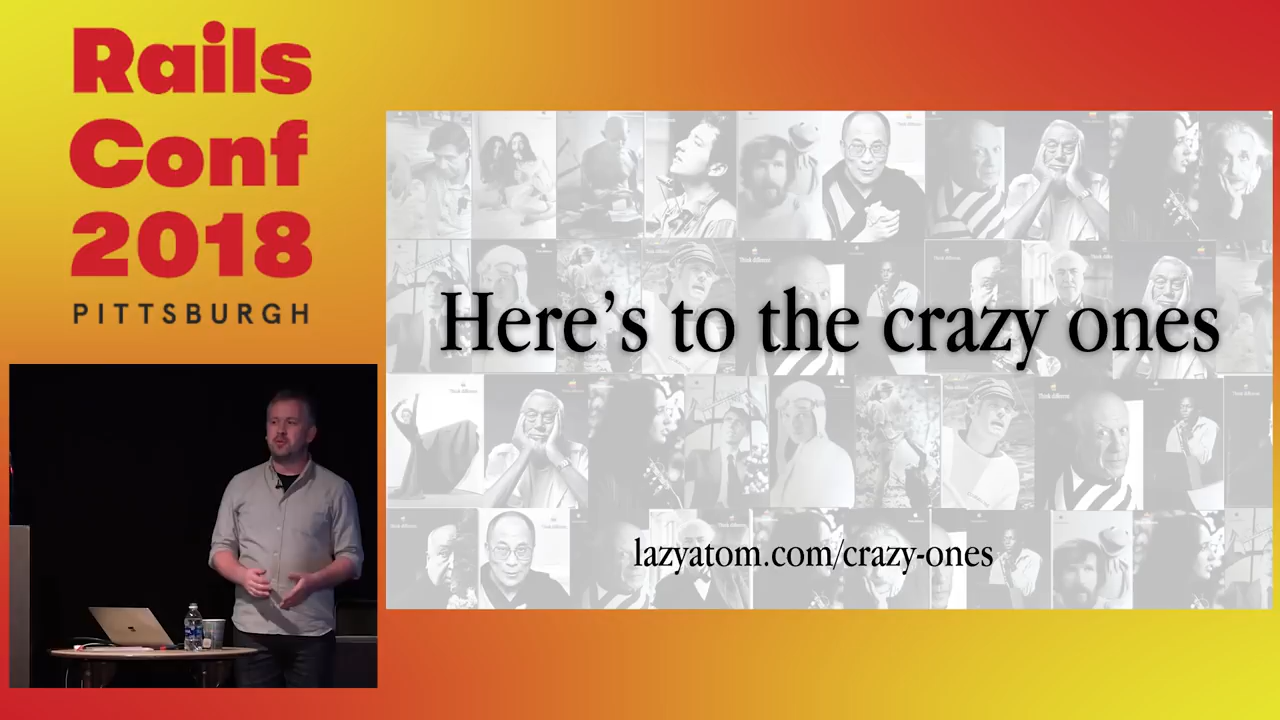 Rails
Conf
2018
PITTSBURGH
Here's to the crazy ones
lazyatom.com/crazy-ones